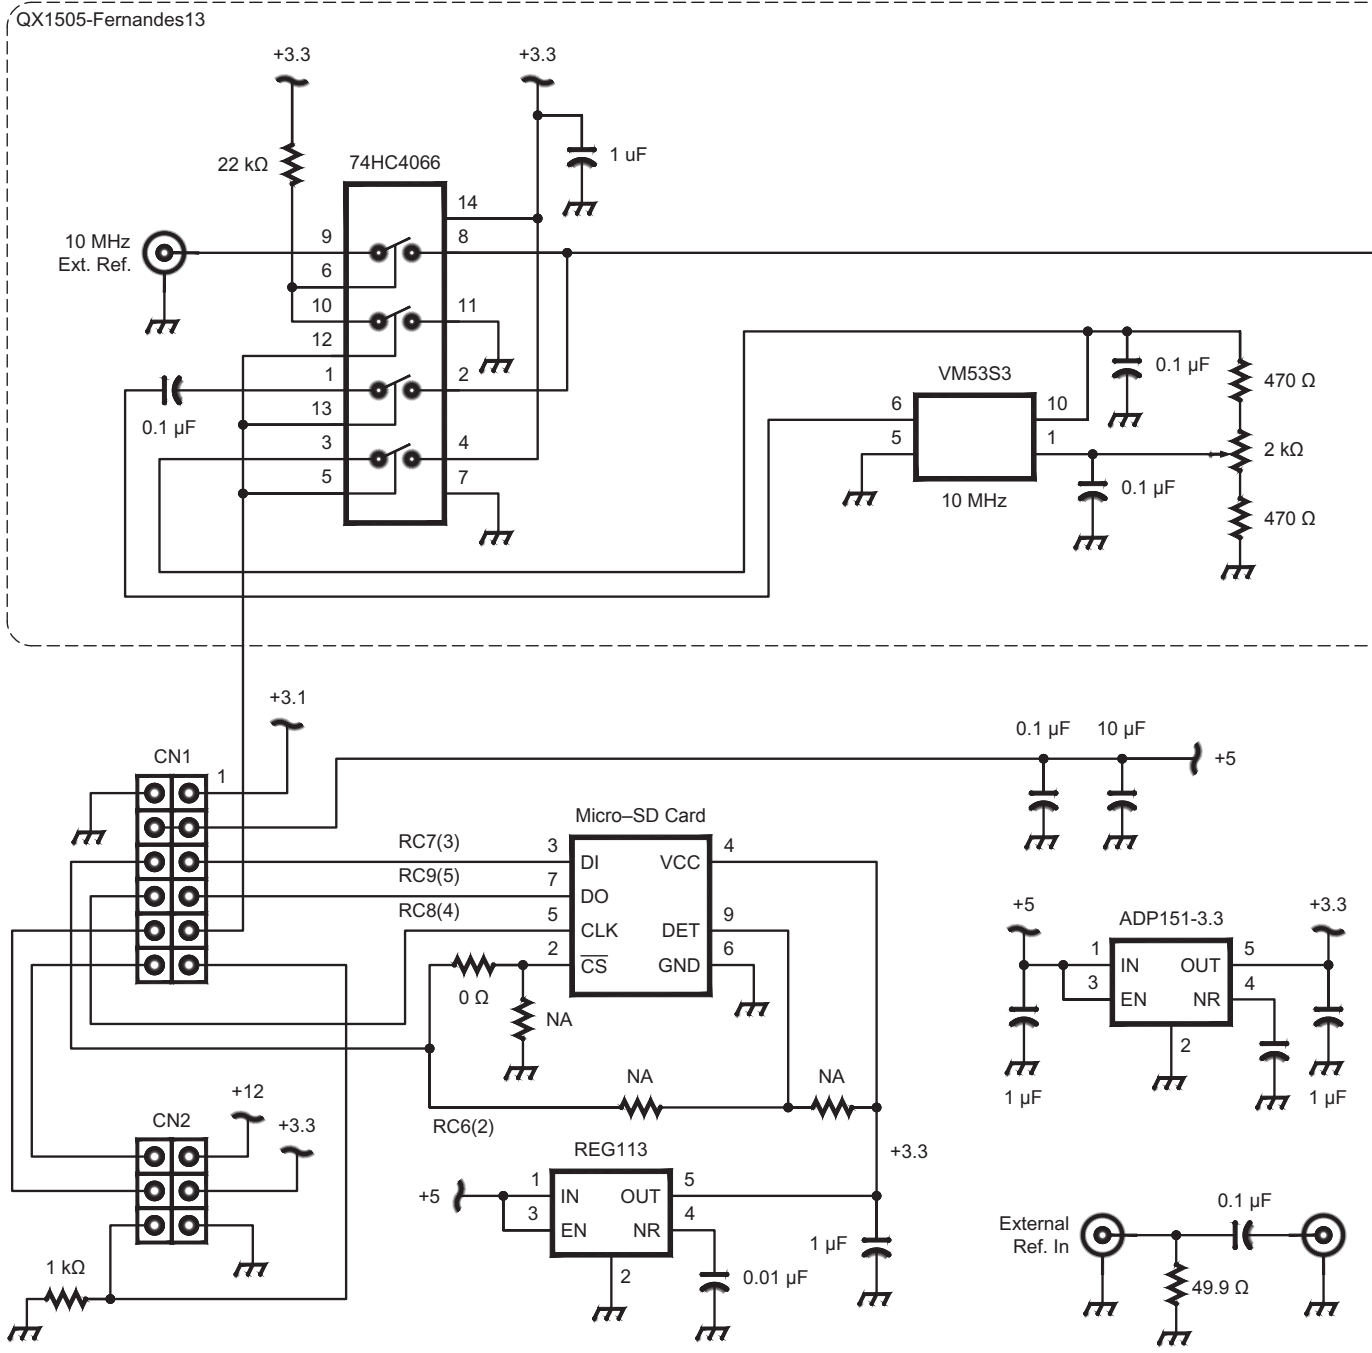 QX1505-Fernandes13
+3.3
+3.3
22 kΩ
74HC4066
1 uF
14
10 MHz
Ext. Ref.
9
8
6
10
11
12
1
2
13
0.1 µF
3
4
5
7
VM53S3
6
10
5
1
10 MHz
0.1 µF
470 Ω
2 kΩ
0.1 µF
470 Ω
+3.1
CN1
1
0.1 µF
10 µF
+5
Micro–SD Card
RC7(3)
3
DI
VCC
4
RC9(5)
7
DO
RC8(4)
5
CLK
DET
9
2
CS
GND
6
0 Ω
NA
NA
NA
RC6(2)
+5
ADP151-3.3
+3.3
1
IN
OUT
5
3
EN
NR
4
2
1 µF
1 µF
+12
CN2
+3.3
REG113
+3.3
+5
1
IN
OUT
5
3
EN
NR
4
2
1 µF
0.01 µF
1 kΩ
External
Ref. In
0.1 µF
49.9 Ω